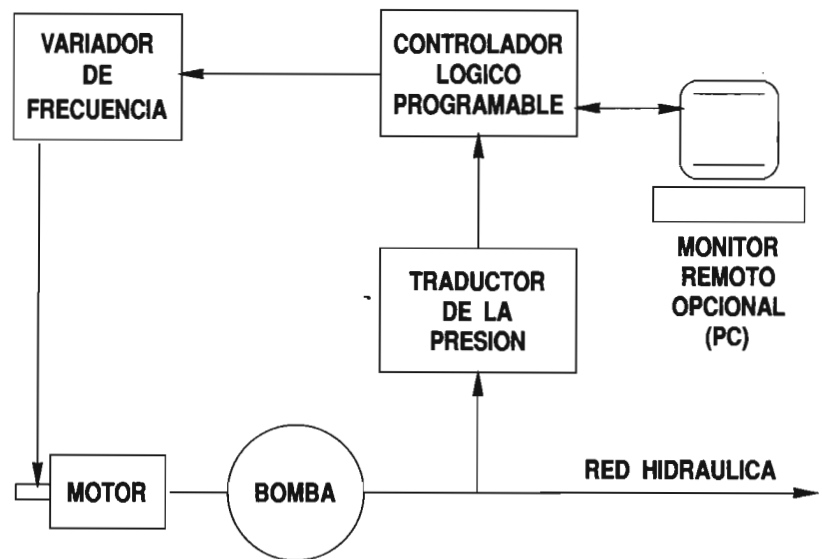 VARIADOR
DE
FRECUENCIA
CONTROLADOR
LOGICO
PROGRAMABLE
MONITOR
REMOTO
OPCIONAL
(PC)
TRADUCTOR
DE LA
PRESION
MOTOR
BOMBA
RED HIDRAULICA